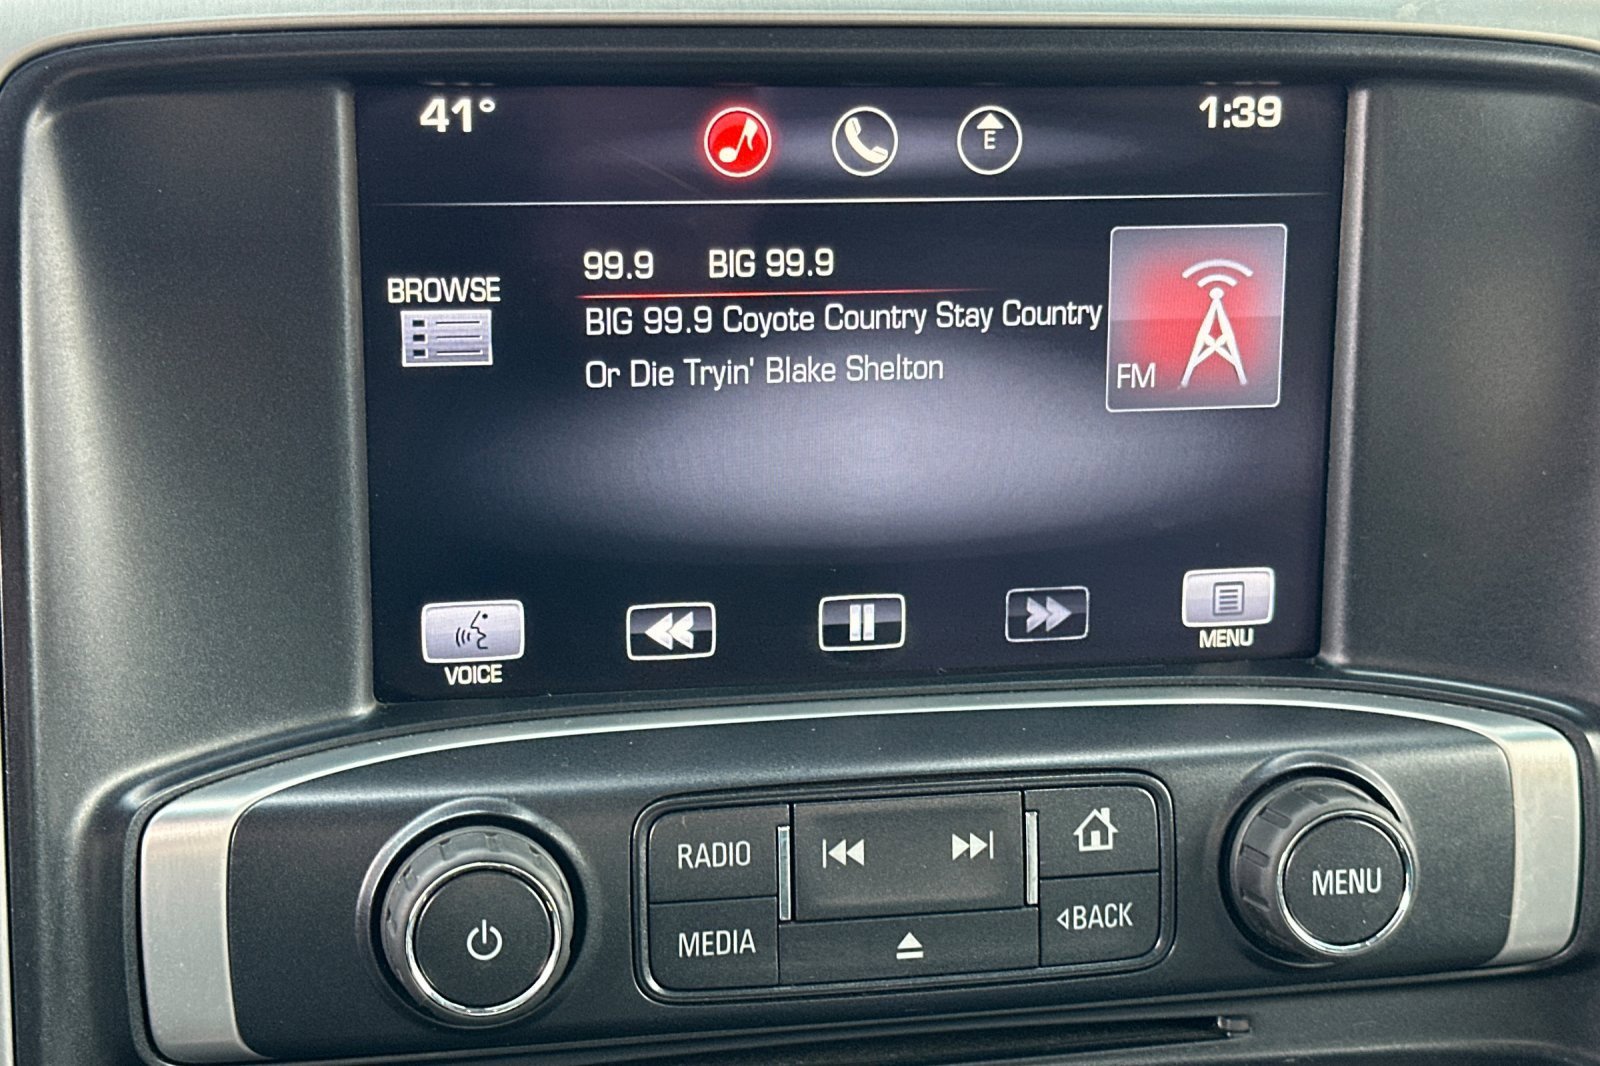 41°
E
1:39
99.9 BIG 99.9
BROWSE
BIG 99.9 Coyote Country Stay Country
Or Die Tryin' Blake Shelton
FM
VOICE
MENU
RADIO
MEDIA
BACK
MENU